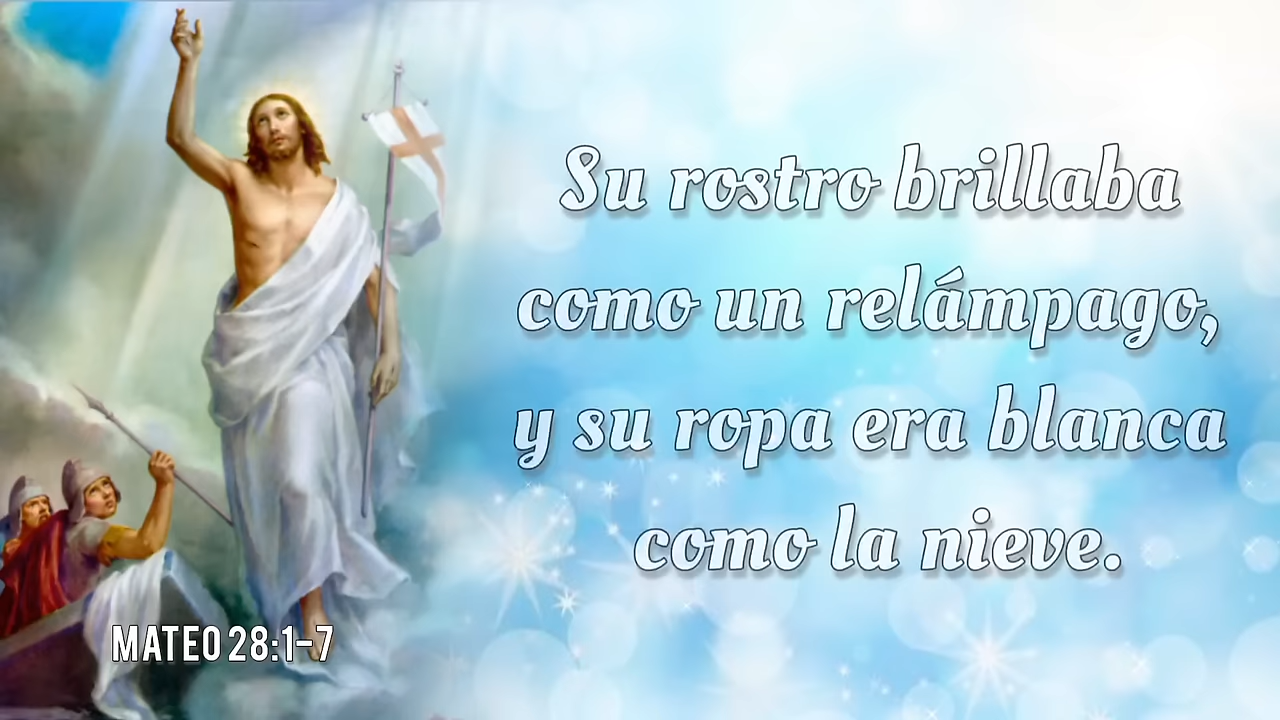 Su rostro brillaba
como un relámpago,
y su ropa era blanca
como la nieve.
MATEO 28:1-7